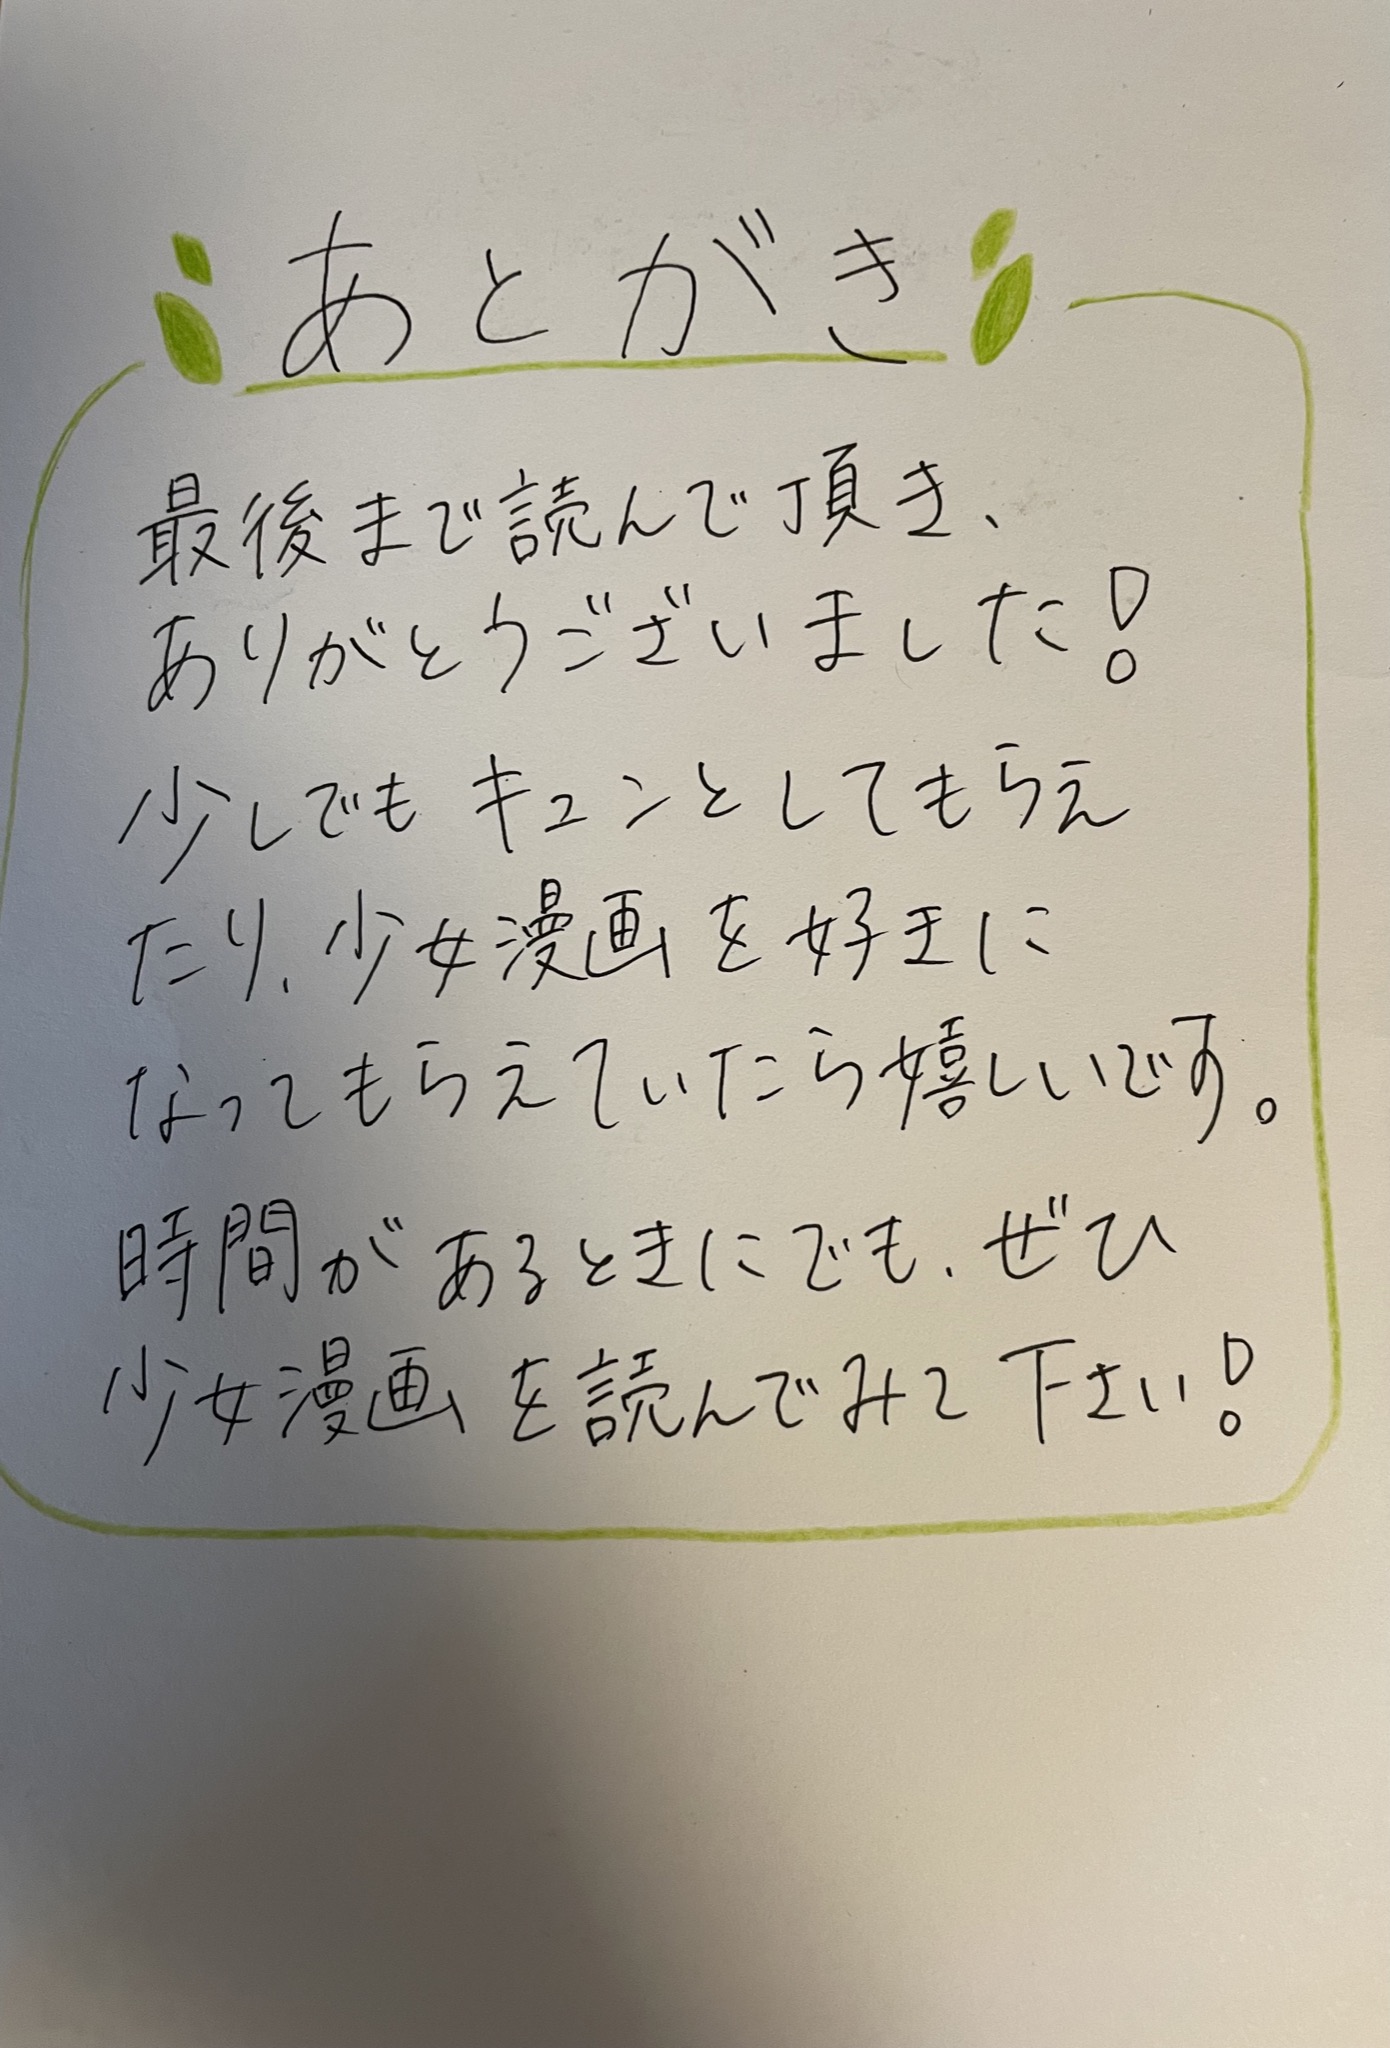 あとがき
最後まで読んで頂き、
ありがとうございました!
少しでもキュンとしてもらえ
たり、少女漫画を好きに
なってもらえていたら嬉しいです。
時間があるときにでも、ぜひ
少女漫画を読んでみて下さい!